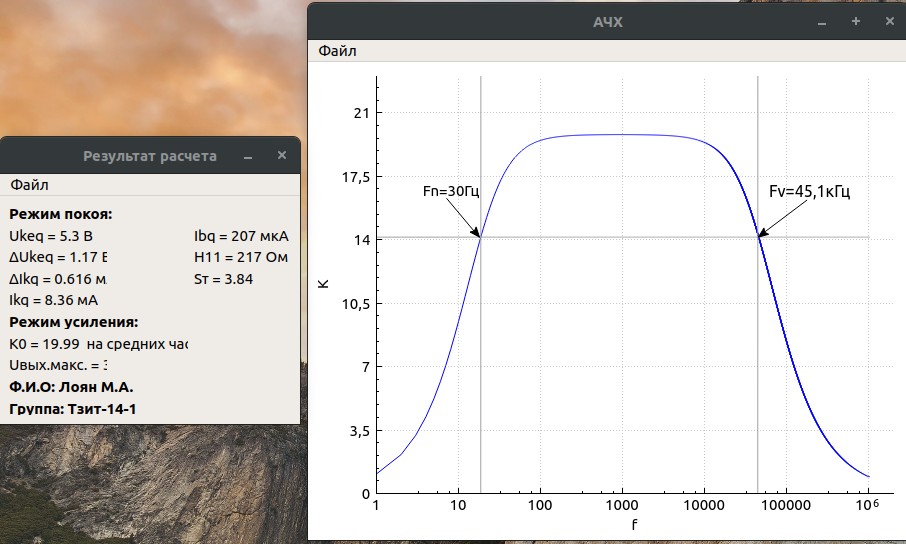 АЧХ
Файл
Результат расчета
Файл
Режим покоя:
Ukeq = 5.3 В
Ibq = 207 мкА
ΔUkeq = 1.17 В
H11 = 217 Ом
ΔIkq = 0.616 м
Sт = 3.84
Ikq = 8.36 мА
Режим усиления:
K0 = 19.99 на средних час
Uвых.макс. =
Ф.И.О: Лоян М.А.
Группа: Тзит-14-1
K
21
17,5
14
10,5
7
3,5
0
Fn=30Гц
Fv=45,1кГц
1
10
100
1000
10000
100000
10⁶
f